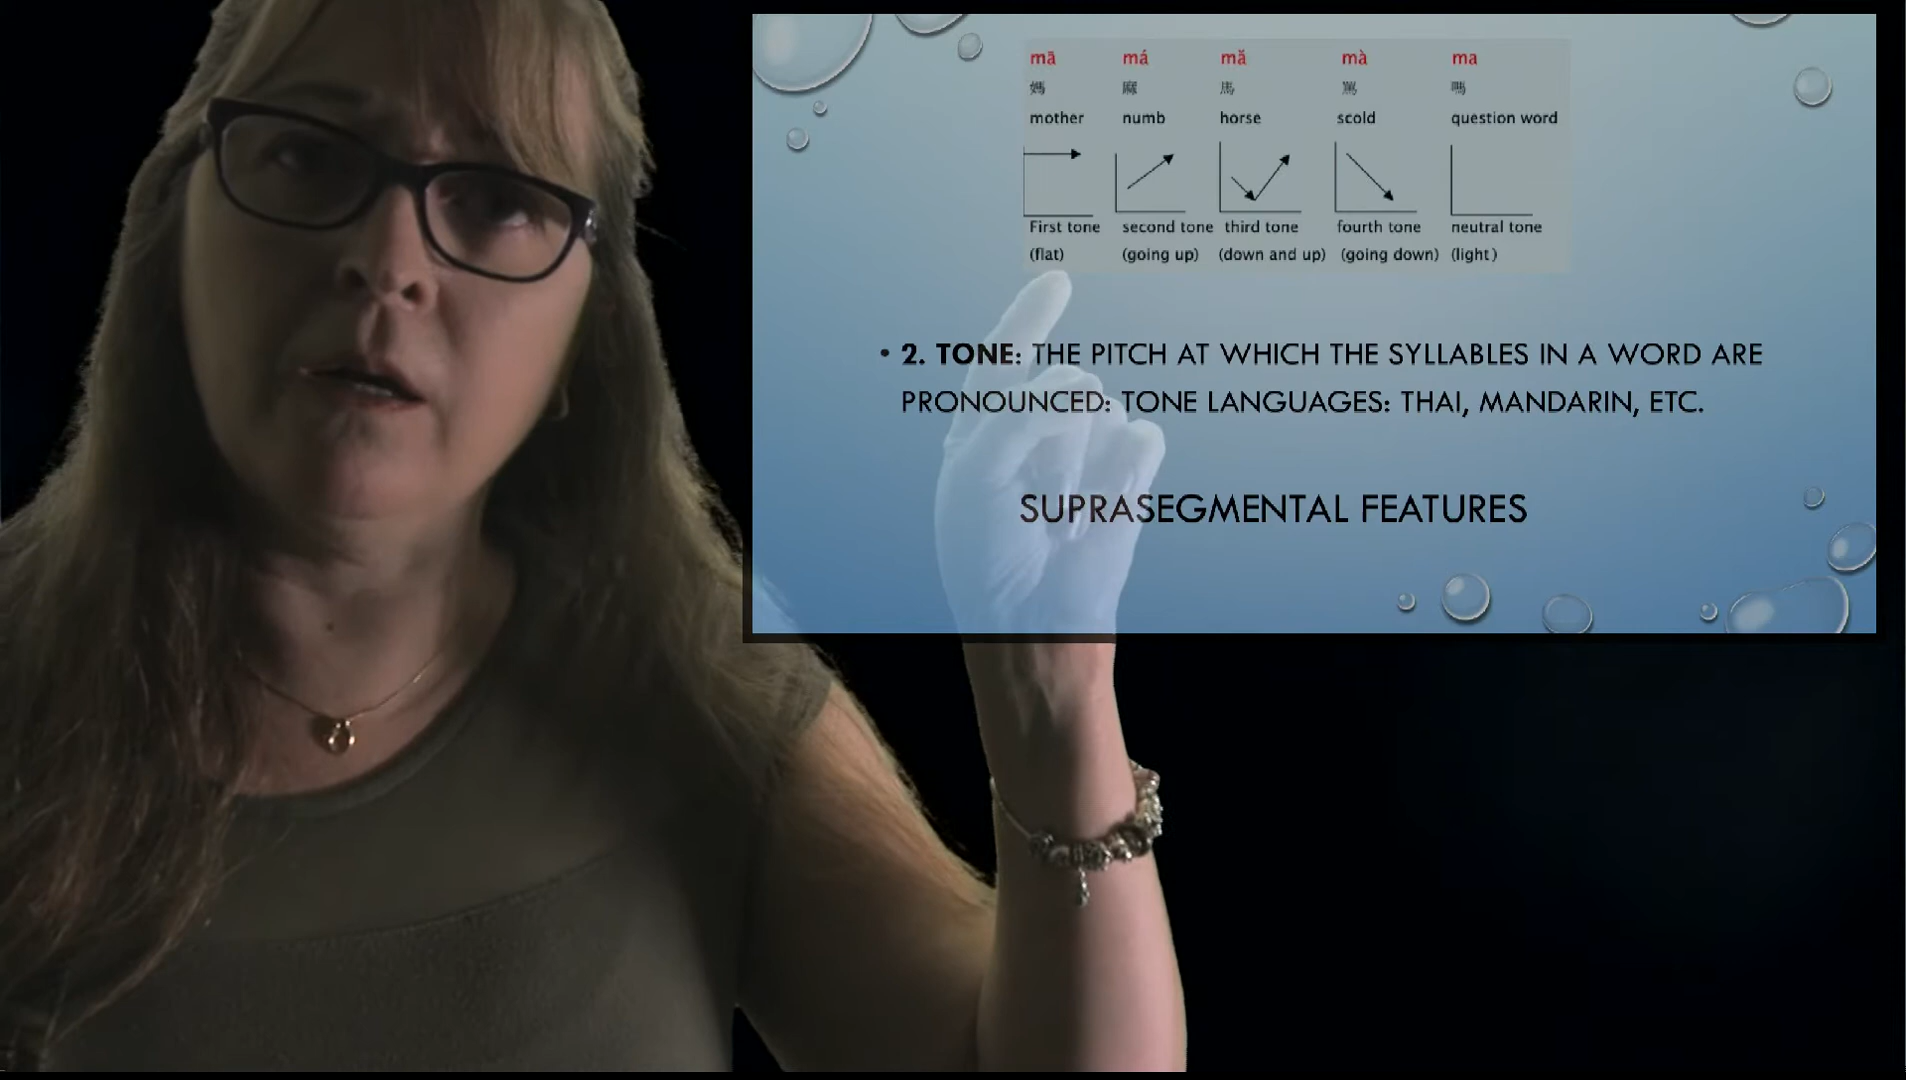 mā má mă mà ma
媽 麻 馬 罵 嗎
mother numb horse scold question word
First tone second tone third tone fourth tone neutral tone
(flat) (going up) (down and up) (going down) (light)
• 2. TONE: THE PITCH AT WHICH THE SYLLABLES IN A WORD ARE
PRONOUNCED: TONE LANGUAGES: THAI, MANDARIN, ETC.
SUPRASEGMENTAL FEATURES